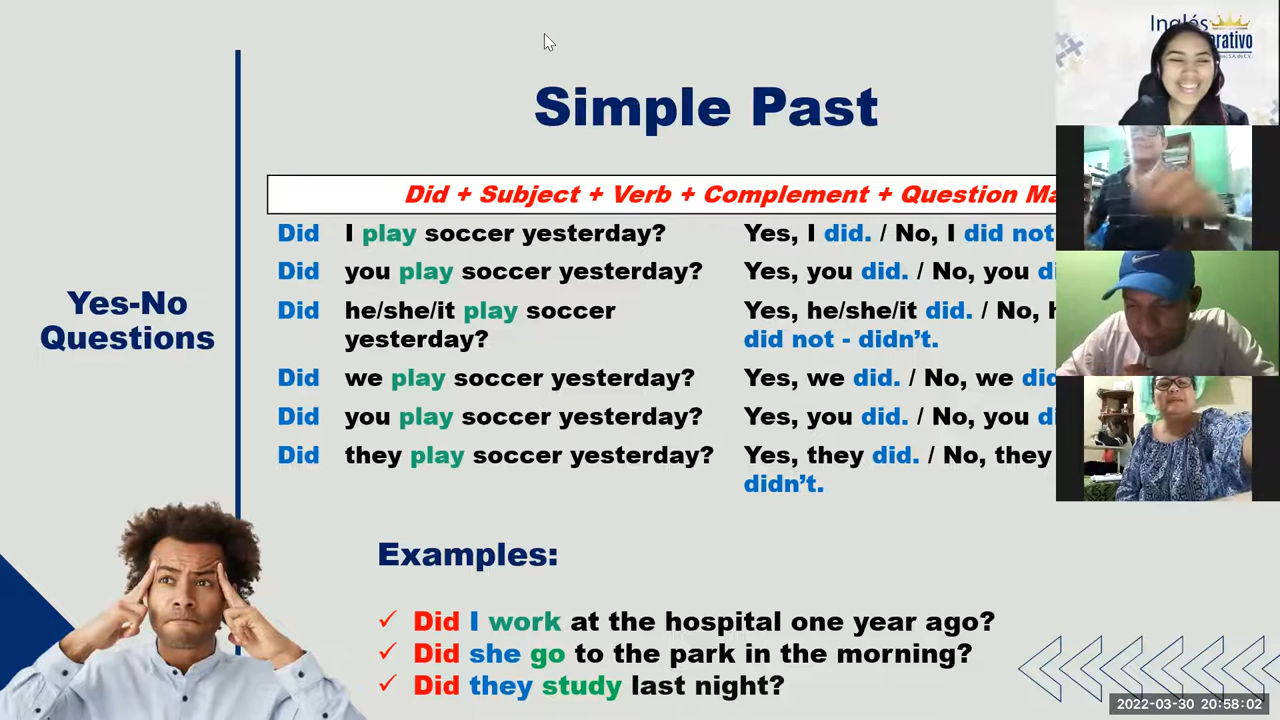 Inglés
Simple Past
Did + Subject + Verb + Complement + Question
Did I play soccer yesterday? Yes, I did. / No, I did not
Did you play soccer yesterday? Yes, you did. / No, you
Did he/she/it play soccer yesterday? Yes, he/she/it did. / No,
did not - didn’t.
Did we play soccer yesterday? Yes, we did. / No, we did
Did you play soccer yesterday? Yes, you did. / No, you
Did they play soccer yesterday? Yes, they did. / No, they
didn’t.
Yes-No
Questions
Examples:
✓ Did I work at the hospital one year ago?
✓ Did she go to the park in the morning?
✓ Did they study last night?
2022-03-30 20:58:02